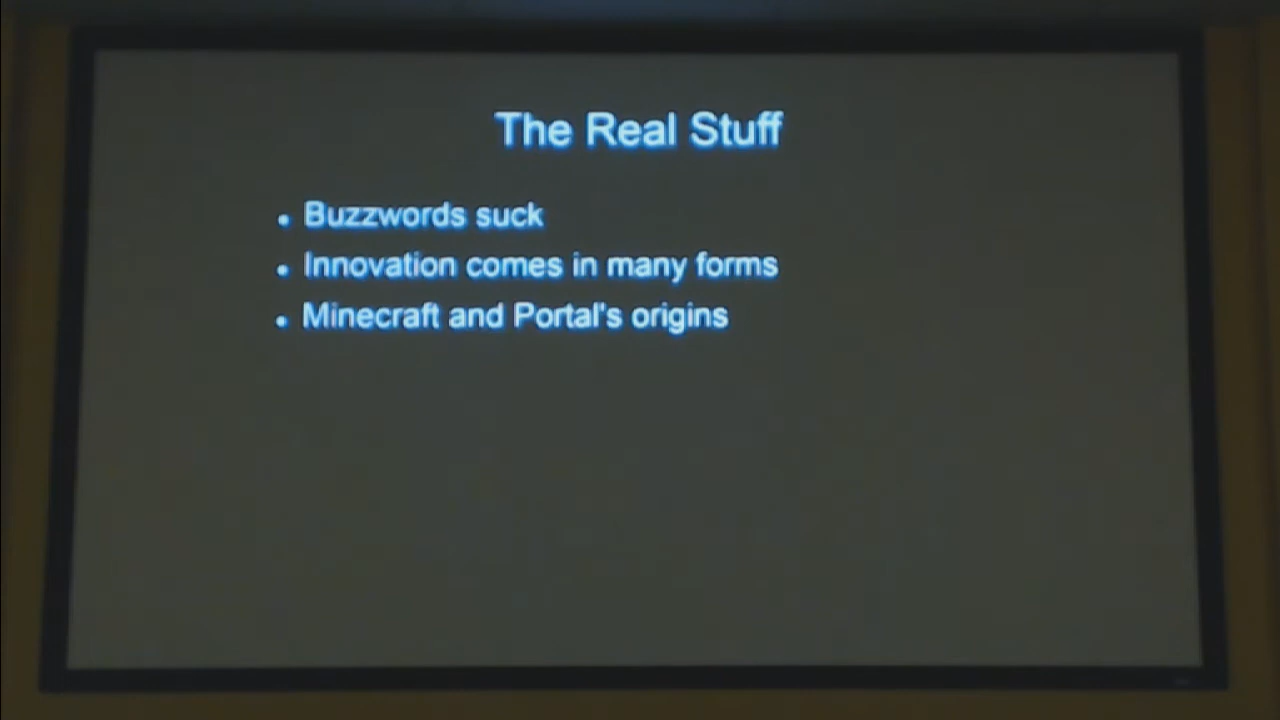 The Real Stuff
• Buzzwords suck
• Innovation comes in many forms
• Minecraft and Portal's origins